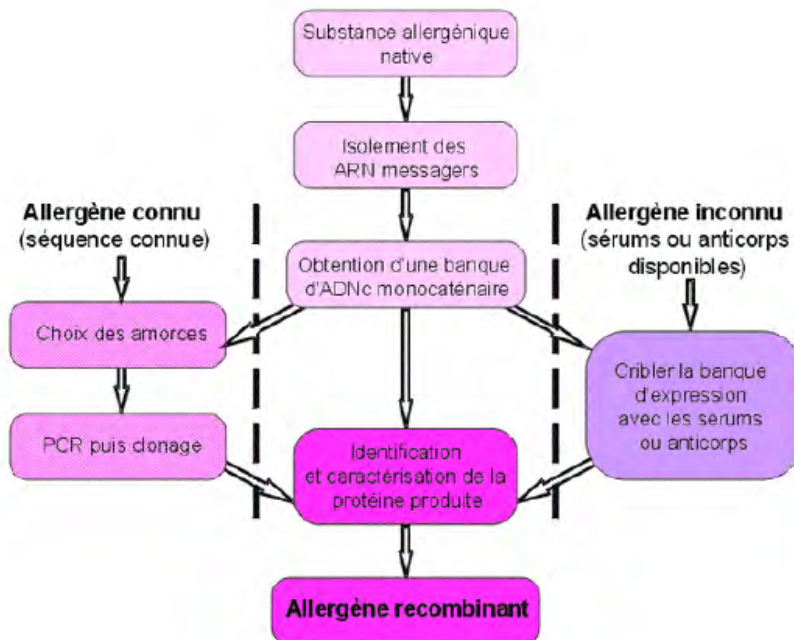 Substance allergénique
native
Isolement des
ARN messagers
Allergène connu
(séquence connue)
Allergène inconnu
(sérums ou anticorps
disponibles)
Obtention d'une banque
d'ADNc monocaténaire
Choix des amorces
Cribler la banque
d'expression
avec les serums
ou anticorps
PCR puis clonage
Identification
et caractérisation de la
protéine produite
Allergène recombinant